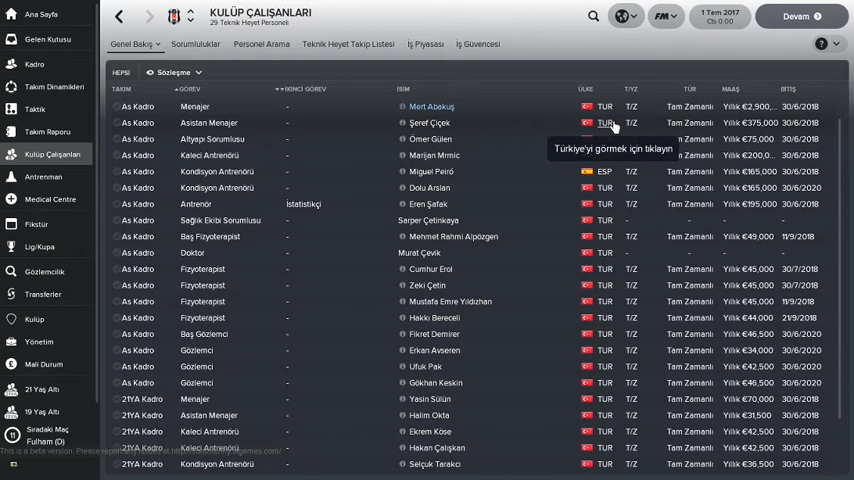 Ana Sayfa
Gelen Kutusu
Kadro
Takım Dinamikleri
Taktik
Takım Raporu
Kulüp Çalışanları
Antrenman
Medical Centre
Fikstür
Lig/Kupa
Gözlemcilik
Transferler
Kulüp
Yönetim
Mali Durum
21 Yaş Altı
19 Yaş Altı
11 Sıradaki Maç
Fulham (D)
KULÜP ÇALIŞANLARI
29 Teknik Heyet Personeli
FM
1 Tem 2017
Cts 0:00
Devam
Genel Bakış Sorumluluklar Personel Arama Teknik Heyet Takip Listesi İş Piyasası İş Güvencesi ?
HEPSİ Sözleşme
TAKIM GÖREV İKİNCİ GÖREV İSİM ÜLKE T/YZ TÜR MAAŞ BİTİŞ
As Kadro Menajer - Mert Abakuş TUR T/Z Tam Zamanlı Yıllık €2,900,... 30/6/2018
As Kadro Asistan Menajer - Şeref Çiçek TUR T/Z Tam Zamanlı Yıllık €375,000 30/6/2018
As Kadro Altyapı Sorumlusu - Ömer Gülen Tam Zamanlı Yıllık €75,000 30/6/2018
Türkiye'yi görmek için tıklayın
As Kadro Kaleci Antrenörü - Marijan Mrmic Tam Zamanlı Yıllık €200,0... 30/6/2018
As Kadro Kondisyon Antrenörü - Miguel Peiró ESP T/Z Tam Zamanlı Yıllık €165,000 30/6/2018
As Kadro Kondisyon Antrenörü - Dolu Arslan TUR T/Z Tam Zamanlı Yıllık €165,000 30/6/2020
As Kadro Antrenör İstatistikçi Eren Şafak TUR T/Z Tam Zamanlı Yıllık €195,000 30/6/2018
As Kadro Sağlık Ekibi Sorumlusu - Sarper Çetinkaya TUR - - - -
As Kadro Baş Fizyoterapist - Mehmet Rahmi Alpözgen TUR T/Z Tam Zamanlı Yıllık €49,000 11/9/2018
As Kadro Doktor - Murat Çevik TUR - - - -
As Kadro Fizyoterapist - Cumhur Erol TUR T/Z Tam Zamanlı Yıllık €45,000 30/7/2018
As Kadro Fizyoterapist - Zeki Çetin TUR T/Z Tam Zamanlı Yıllık €45,000 30/6/2018
As Kadro Fizyoterapist - Mustafa Emre Yıldızhan TUR T/Z Tam Zamanlı Yıllık €45,000 11/9/2018
As Kadro Fizyoterapist - Hakkı Bereceli TUR T/Z Tam Zamanlı Yıllık €44,000 21/9/2018
As Kadro Baş Gözlemci - Fikret Demirer TUR T/Z Tam Zamanlı Yıllık €46,500 30/6/2020
As Kadro Gözlemci - Erkan Avseren TUR T/Z Tam Zamanlı Yıllık €34,000 30/6/2018
As Kadro Gözlemci - Ufuk Pak TUR T/Z Tam Zamanlı Yıllık €42,500 30/6/2018
As Kadro Gözlemci - Gökhan Keskin TUR T/Z Tam Zamanlı Yıllık €46,500 30/6/2018
21YA Kadro Menajer - Yasin Sülün TUR T/Z Tam Zamanlı Yıllık €70,000 30/6/2018
21YA Kadro Asistan Menajer - Halim Okta TUR T/Z Tam Zamanlı Yıllık €31,500 30/6/2018
21YA Kadro Kaleci Antrenörü - Ekrem Köse TUR T/Z Tam Zamanlı Yıllık €42,500 30/6/2018
21YA Kadro Kaleci Antrenörü - Hakan Çalışkan TUR T/Z Tam Zamanlı Yıllık €42,500 30/6/2018
21YA Kadro Kondisyon Antrenörü - Selçuk Tarakcı TUR T/Z Tam Zamanlı Yıllık €36,500 30/6/2018